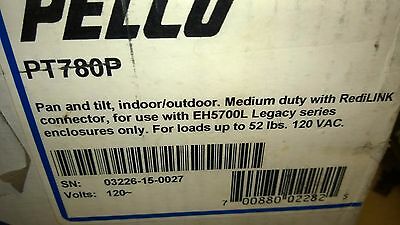 PELCO
PT780P
Pan and tilt, indoor/outdoor. Medium duty with RediLINK
connector, for use with EH5700L Legacy series
enclosures only. For loads up to 52 lbs. 120 VAC.
SN: 03226-15-0027
Volts: 120~
7 00880 02282 5